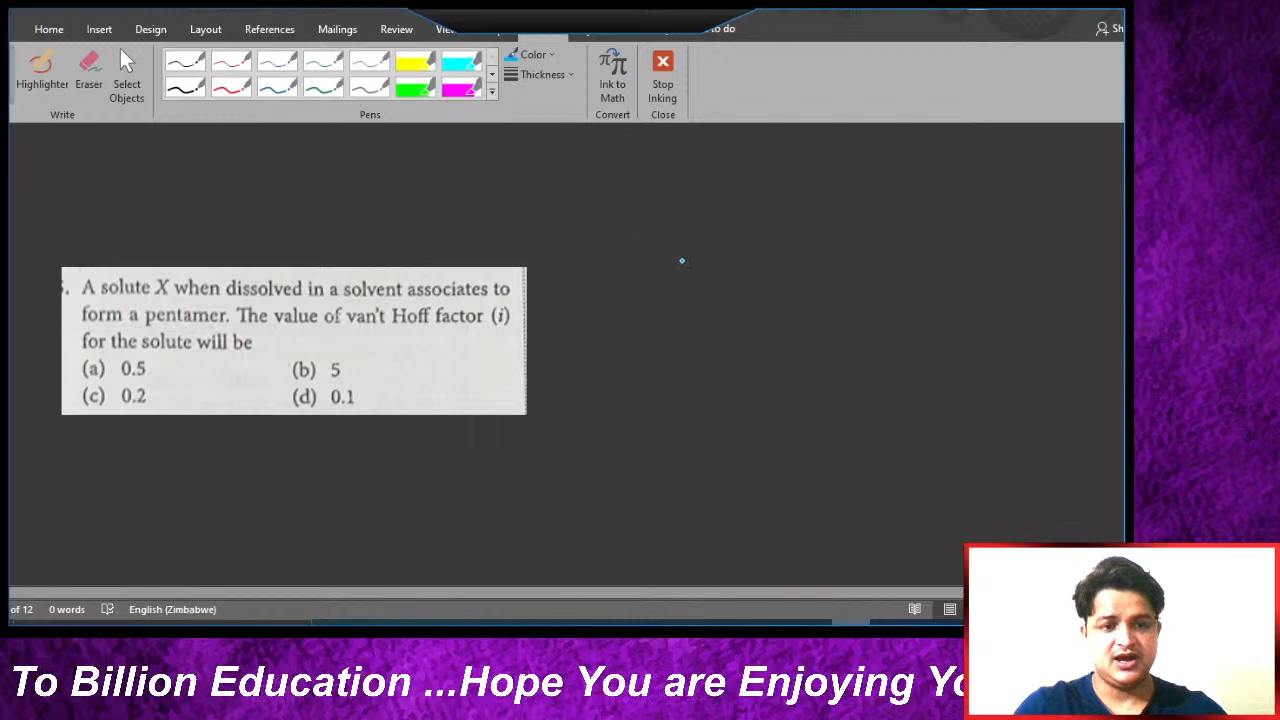 Home Insert Design Layout References Mailings Review to do Sh
Highlighter Eraser Select Objects
Color
Thickness
Ink to Math
Stop Inking
Write Pens Convert Close
A solute X when dissolved in a solvent associates to
form a pentamer. The value of van't Hoff factor (i)
for the solute will be
(a) 0.5 (b) 5
(c) 0.2 (d) 0.1
of 12 0 words English (Zimbabwe)
To Billion Education ...Hope You are Enjoying Yo